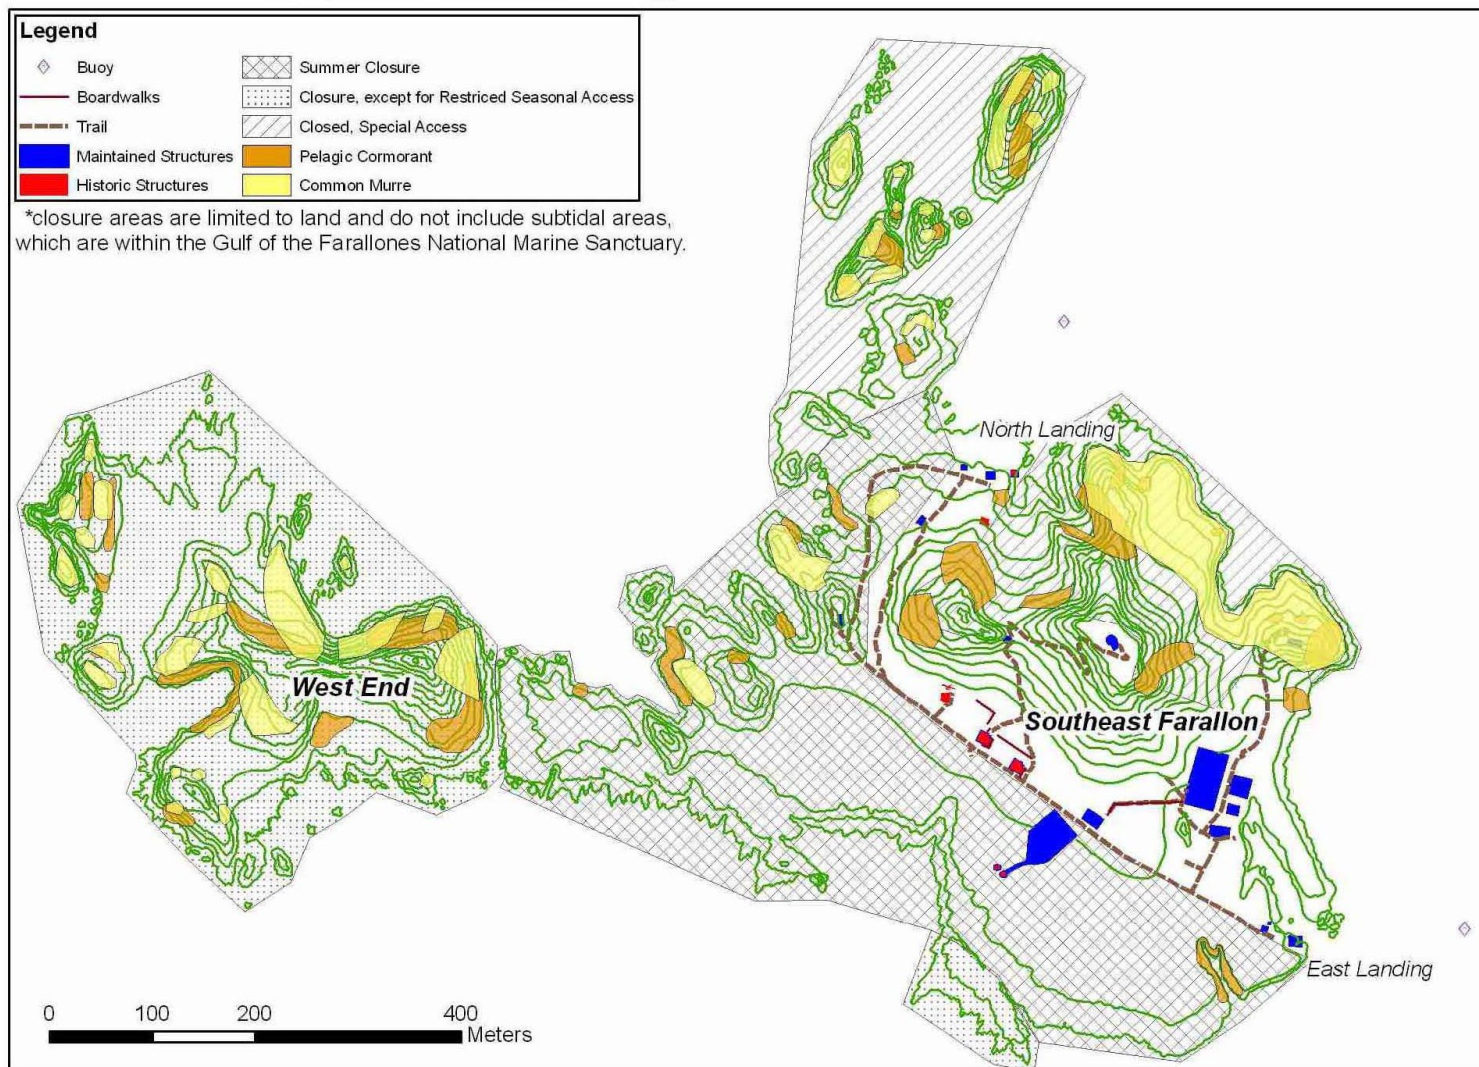 Legend
Buoy
Boardwalks
Trail
Maintained Structures
Historic Structures
Summer Closure
Closure, except for Restriced Seasonal Access
Closed, Special Access
Pelagic Cormorant
Common Murre
*closure areas are limited to land and do not include subtidal areas,
which are within the Gulf of the Farallones National Marine Sanctuary.
North Landing
West End
Southeast Farallon
East Landing
0 100 200 400
Meters